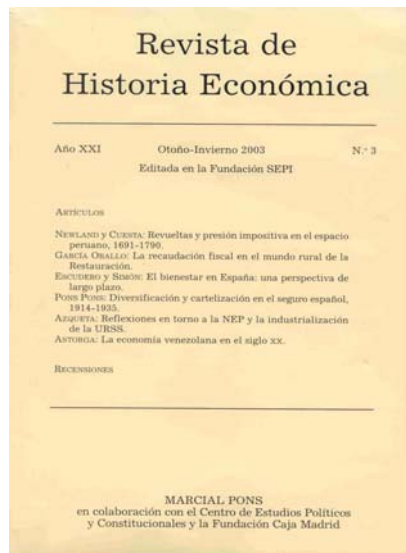 Revista de
Historia Económica
Año XXI Otoño-Invierno 2003 N.º 3
Editada en la Fundación SEPI
ARTÍCULOS
NEWLAND y CUESTA: Revueltas y presión impositiva en el espacio
peruano, 1691-1790.
GARCÍA ORALLO: La recaudación fiscal en el mundo rural de la
Restauración.
ESCUDERO y SIMÓN: El bienestar en España: una perspectiva de
largo plazo.
PONS PONS: Diversificación y cartelización en el seguro español,
1914-1935.
AZQUETA: Reflexiones en torno a la NEP y la industrialización
de la URSS.
ASTORGA: La economía venezolana en el siglo XX.
RECENSIONES
MARCIAL PONS
en colaboración con el Centro de Estudios Políticos
y Constitucionales y la Fundación Caja Madrid